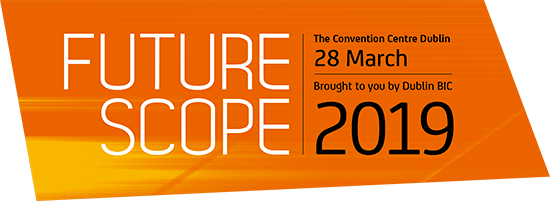 FUTURE
SCOPE
The Convention Centre Dublin
28 March
Brought to you by Dublin BIC
2019